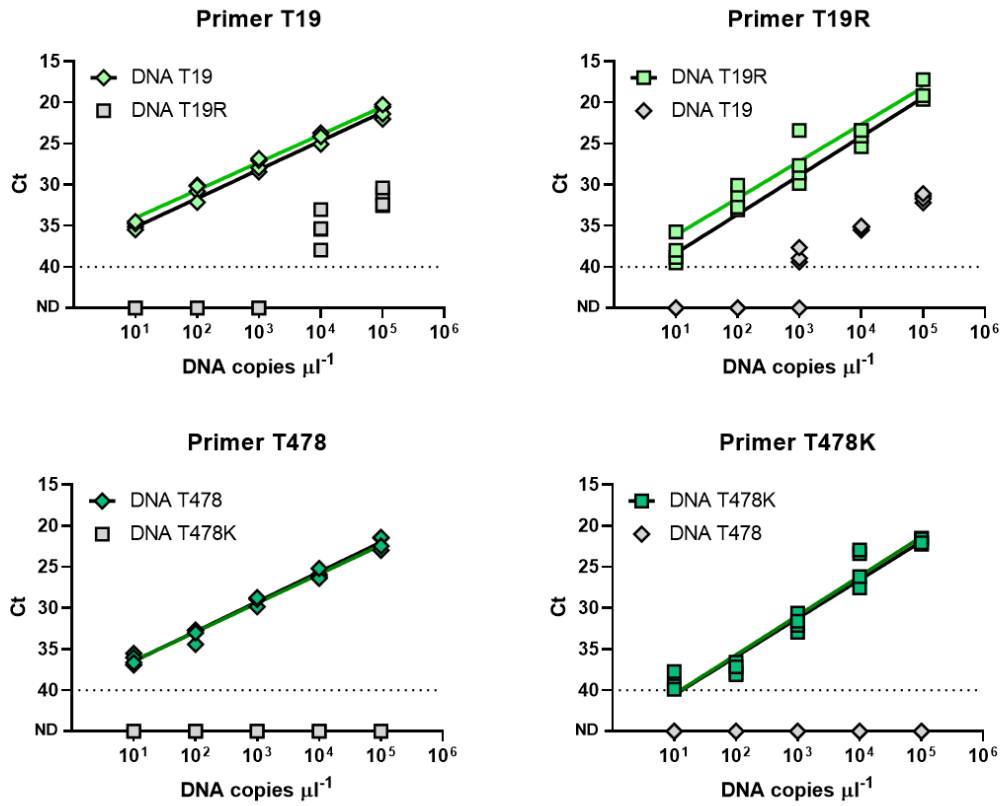 Primer T19
15
20
25
30
35
40
ND
Ct
DNA T19
DNA T19R
10¹
10²
10³
10⁴
10⁵
10⁶
DNA copies μl⁻¹
Primer T19R
15
20
25
30
35
40
ND
Ct
DNA T19R
DNA T19
10¹
10²
10³
10⁴
10⁵
10⁶
DNA copies μl⁻¹
Primer T478
15
20
25
30
35
40
ND
Ct
DNA T478
DNA T478K
10¹
10²
10³
10⁴
10⁵
10⁶
DNA copies μl⁻¹
Primer T478K
15
20
25
30
35
40
ND
Ct
DNA T478K
DNA T478
10¹
10²
10³
10⁴
10⁵
10⁶
DNA copies μl⁻¹